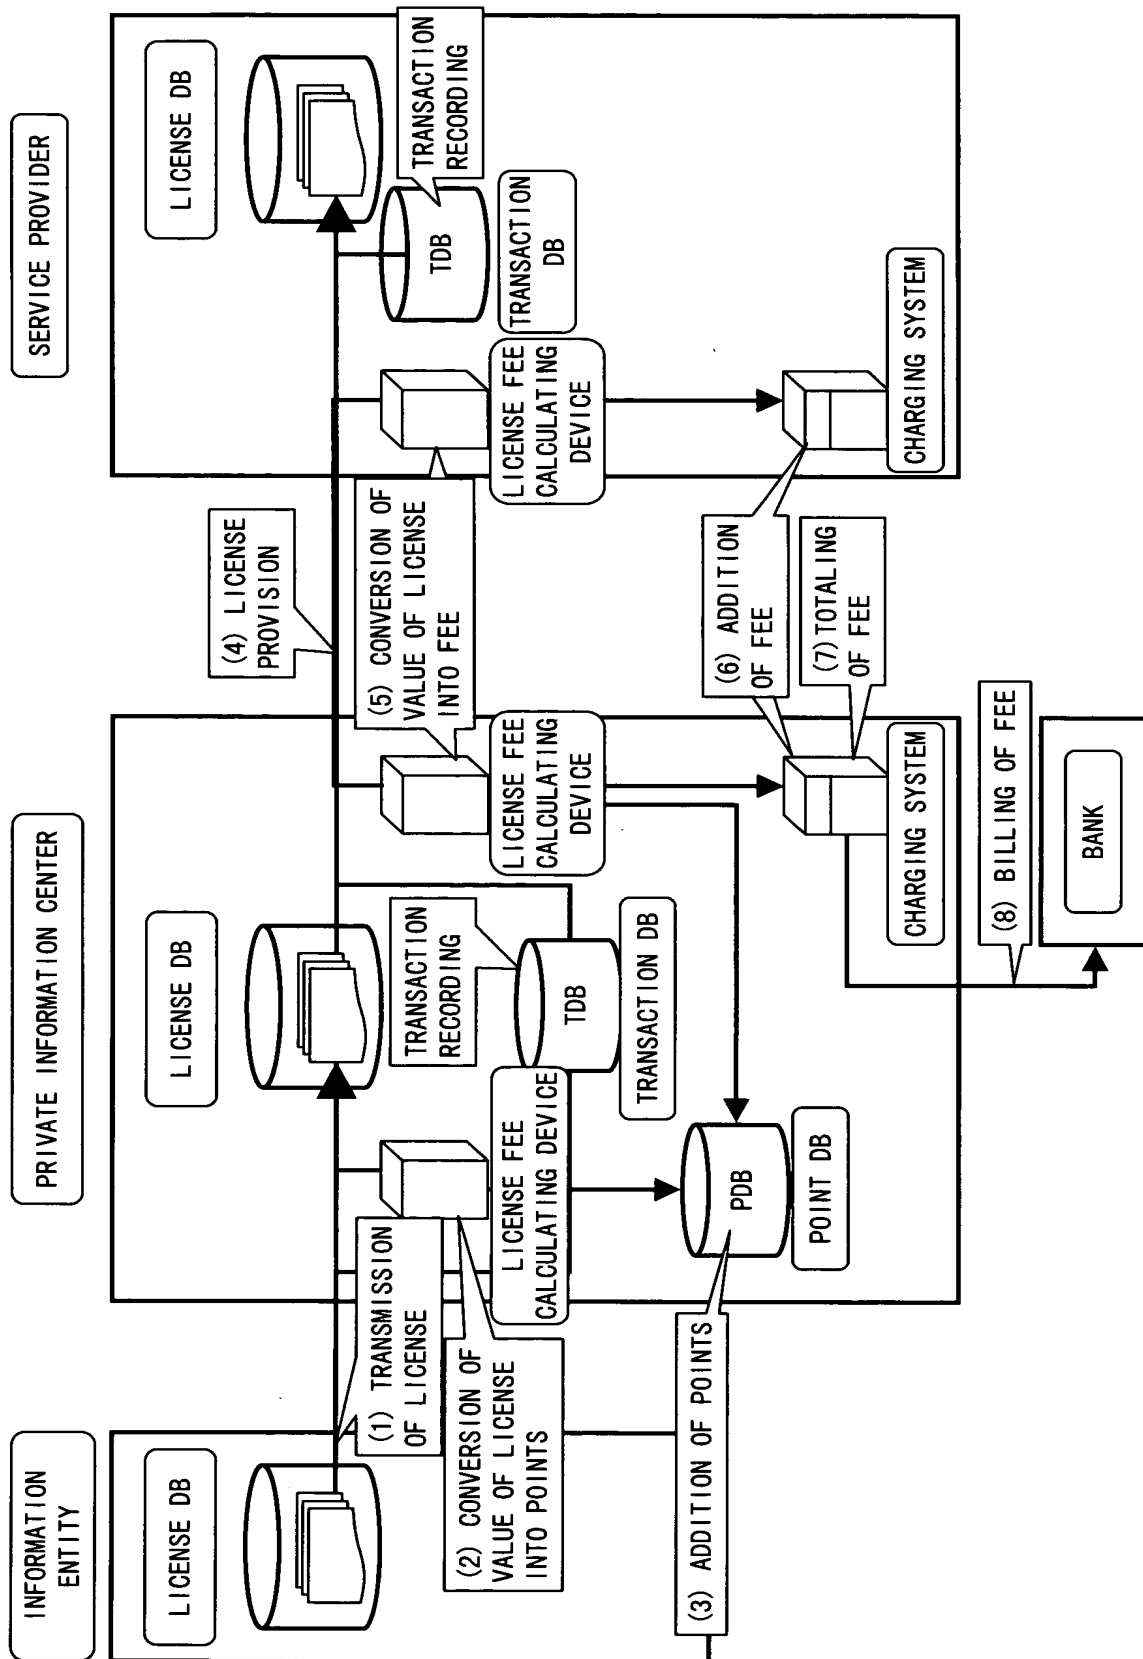 INFORMATION
ENTITY
LICENSE DB
(1) TRANSMISSION
OF LICENSE
(2) CONVERSION OF
VALUE OF LICENSE
INTO POINTS
(3) ADDITION OF POINTS
PRIVATE INFORMATION CENTER
LICENSE DB
TRANSACTION
RECORDING
LICENSE FEE
CALCULATING DEVICE
TDB
TRANSACTION DB
PDB
POINT DB
LICENSE FEE
CALCULATING
DEVICE
CHARGING SYSTEM
(4) LICENSE
PROVISION
(5) CONVERSION OF
VALUE OF LICENSE
INTO FEE
(6) ADDITION
OF FEE
(7) TOTALING
OF FEE
(8) BILLING OF FEE
BANK
SERVICE PROVIDER
LICENSE DB
TRANSACTION
RECORDING
TDB
TRANSACTION
DB
LICENSE FEE
CALCULATING
DEVICE
CHARGING SYSTEM